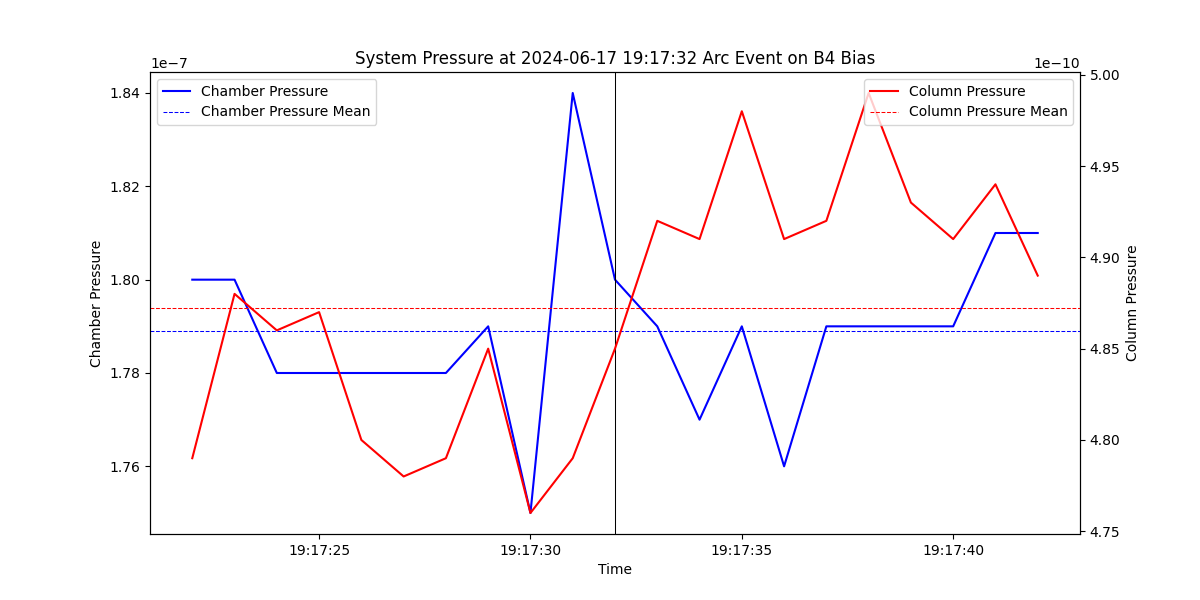 System Pressure at 2024-06-17 19:17:32 Arc Event on B4 Bias
1e−7
1e−10
Chamber Pressure
Chamber Pressure Mean
Column Pressure
Column Pressure Mean
1.84
1.82
1.80
1.78
1.76
Chamber Pressure
5.00
4.95
4.90
4.85
4.80
4.75
Column Pressure
19:17:25
19:17:30
19:17:35
19:17:40
Time